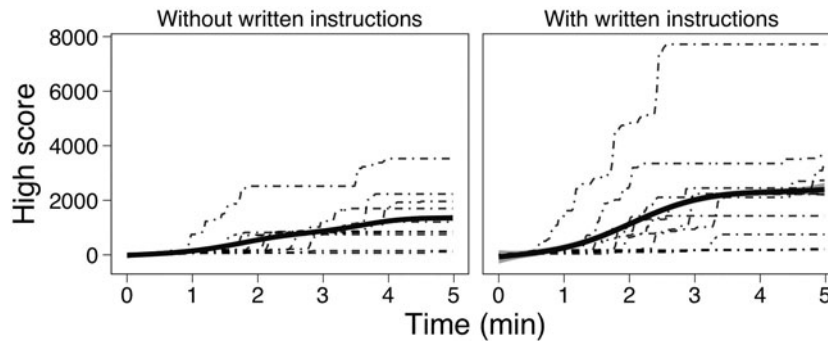 Without written instructions
With written instructions
High score
8000
6000
4000
2000
0
0 1 2 3 4 5
0 1 2 3 4 5
Time (min)